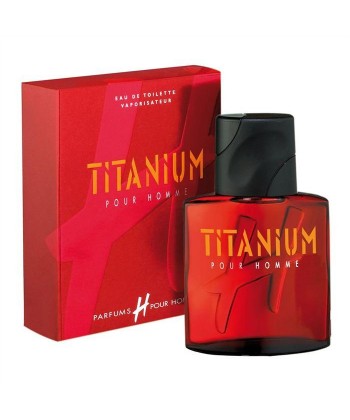 EAU DE TOILETTE
VAPORISATEUR
TITANIUM
POUR HOMME
PARFUMS H POUR HO
TITANIUM
POUR HOMME